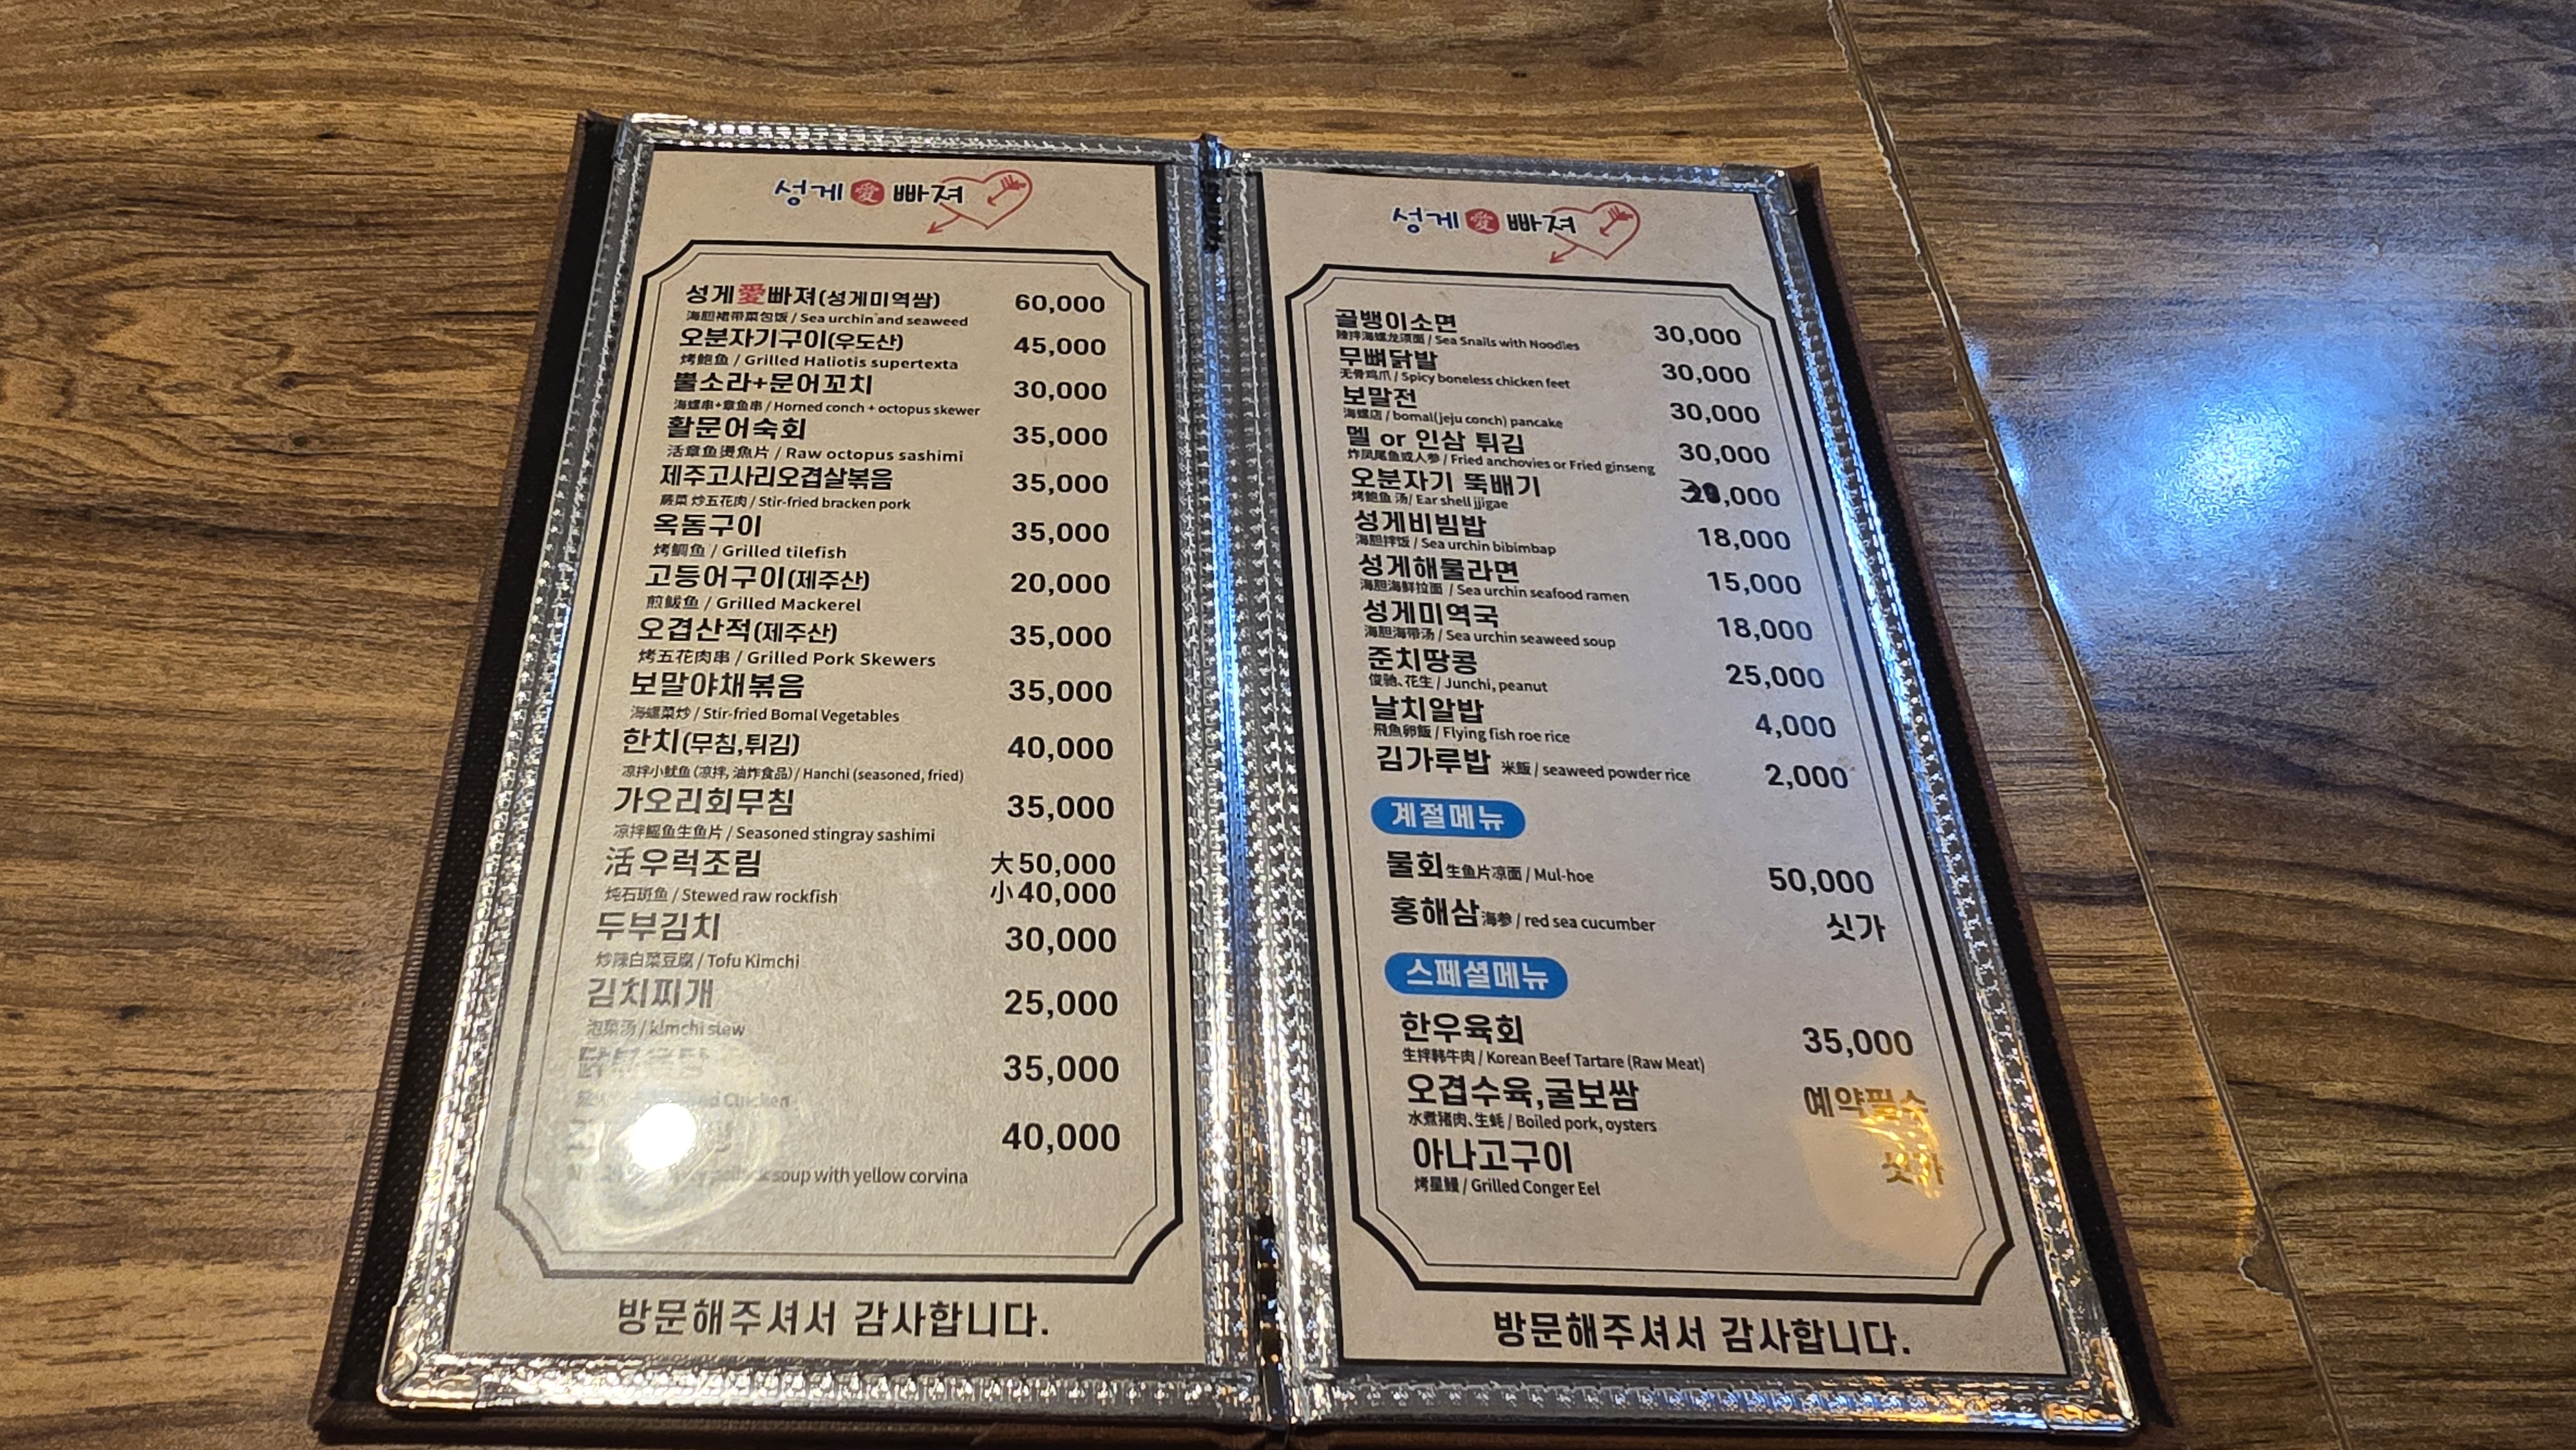 성게愛빠져
성게愛빠져(성게미역쌈) 60,000
海胆裙带菜包饭 / Sea urchin and seaweed
오분자기구이(우도산) 45,000
烤鲍鱼 / Grilled Haliotis supertexta
뿔소라+문어꼬치 30,000
海螺串+章鱼串 / Horned conch + octopus skewer
활문어숙회 35,000
活章鱼烫魚片 / Raw octopus sashimi
제주고사리오겹살볶음 35,000
蕨菜 炒五花肉 / Stir-fried bracken pork
옥돔구이 35,000
烤鲷鱼 / Grilled tilefish
고등어구이(제주산) 20,000
煎鲅鱼 / Grilled Mackerel
오겹산적(제주산) 35,000
烤五花肉串 / Grilled Pork Skewers
보말야채볶음 35,000
海螺菜炒 / Stir-fried Bomal Vegetables
한치(무침,튀김) 40,000
凉拌小鱿鱼 (凉拌, 油炸食品) / Hanchi (seasoned, fried)
가오리회무침 35,000
凉拌鳐鱼生鱼片 / Seasoned stingray sashimi
活우럭조림 大50,000
小40,000
炖石斑鱼 / Stewed raw rockfish
두부김치 30,000
炒辣白菜豆腐 / Tofu Kimchi
김치찌개 25,000
泡菜汤 / kimchi stew
35,000
Chicken
40,000
soup with yellow corvina
방문해주셔서 감사합니다.
성게愛빠져
골뱅이소면 30,000
辣拌海螺龙须面 / Sea Snails with Noodles
무뼈닭발 30,000
无骨鸡爪 / Spicy boneless chicken feet
보말전 30,000
海螺店 / bomal(jeju conch) pancake
멜 or 인삼 튀김 30,000
炸凤尾鱼或人参 / Fried anchovies or Fried ginseng
오분자기 뚝배기
烤鲍鱼 汤/ Ear shell jjigae
성게비빔밥 18,000
海胆拌饭 / Sea urchin bibimbap
성게해물라면 15,000
海胆海鲜拉面 / Sea urchin seafood ramen
성게미역국 18,000
海胆海带汤 / Sea urchin seaweed soup
준치땅콩 25,000
俊驰、花生 / Junchi, peanut
날치알밥 4,000
飛魚卵飯 / Flying fish roe rice
김가루밥 米飯 / seaweed powder rice 2,000
계절메뉴
물회 生鱼片凉面 / Mul-hoe 50,000
홍해삼 海参 / red sea cucumber 싯가
스페셜메뉴
한우육회 35,000
生拌韩牛肉 / Korean Beef Tartare (Raw Meat)
오겹수육,굴보쌈 예약필수
水煮猪肉、生蚝 / Boiled pork, oysters
아나고구이 싯가
烤星鳗 / Grilled Conger Eel
방문해주셔서 감사합니다.